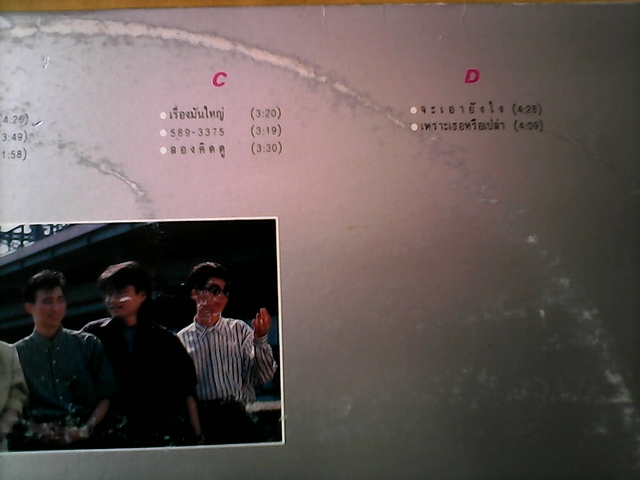 C
D
4:26)
3:49)
1:58)
เรื่องมันใหญ่ (3:20)
589-3375 (3:19)
ลองคิดดู (3:30)
จะเอายังไง (4:28)
เพราะเธอหรือเปล่า (4:09)